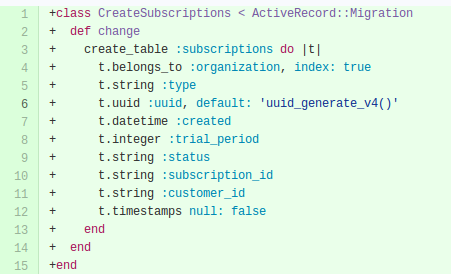 1 +class CreateSubscriptions < ActiveRecord::Migration
2 +  def change
3 +    create_table :subscriptions do |t|
4 +      t.belongs_to :organization, index: true
5 +      t.string :type
6 +      t.uuid :uuid, default: 'uuid_generate_v4()'
7 +      t.datetime :created
8 +      t.integer :trial_period
9 +      t.string :status
10 +      t.string :subscription_id
11 +      t.string :customer_id
12 +      t.timestamps null: false
13 +    end
14 +  end
15 +end